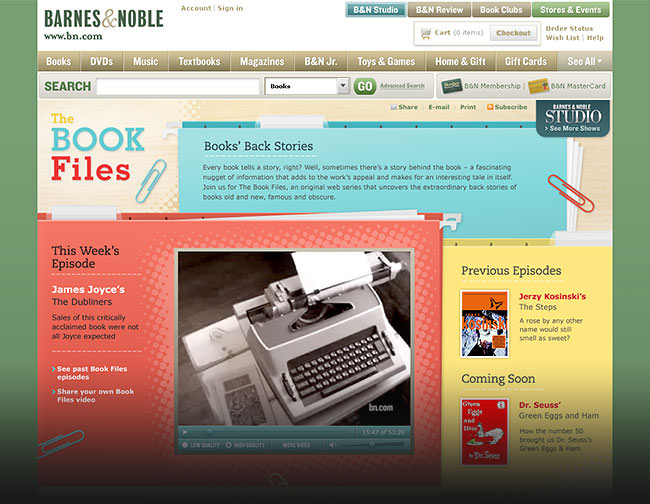 BARNES&NOBLE
www.bn.com
Account | Sign in
B&N Studio
B&N Review
Book Clubs
Stores & Events
Cart (0 items)
Checkout
Order Status
Wish List | Help
Books
DVDs
Music
Textbooks
Magazines
B&N Jr.
Toys & Games
Home & Gift
Gift Cards
See All
SEARCH
Books
GO
Advanced Search
B&N Membership
B&N MasterCard
Share
E-mail
Print
Subscribe
BARNES & NOBLE
STUDIO
> See More Shows
The
BOOK
Files
Books' Back Stories
Every book tells a story, right? Well, sometimes there's a story behind the book – a fascinating
nugget of information that adds to the work's appeal and makes for an interesting tale in itself.
Join us for The Book Files, an original web series that uncovers the extraordinary back stories of
books old and new, famous and obscure.
This Week's
Episode
James Joyce's
The Dubliners
Sales of this critically
acclaimed book were not
all Joyce expected
> See past Book Files
episodes
> Share your own Book
Files video
bn.com
15:47 of 53:20
LOW QUALITY
HIGH QUALITY
MORE VIDEO
Previous Episodes
KOSINSKI
Jerzy Kosinski's
The Steps
A rose by any other
name would still
smell as sweet?
Coming Soon
Green
Eggs
and
Ham
By Dr. Seuss
Dr. Seuss'
Green Eggs and Ham
How the number 50
brought us Dr. Seuss's
Green Eggs & Ham